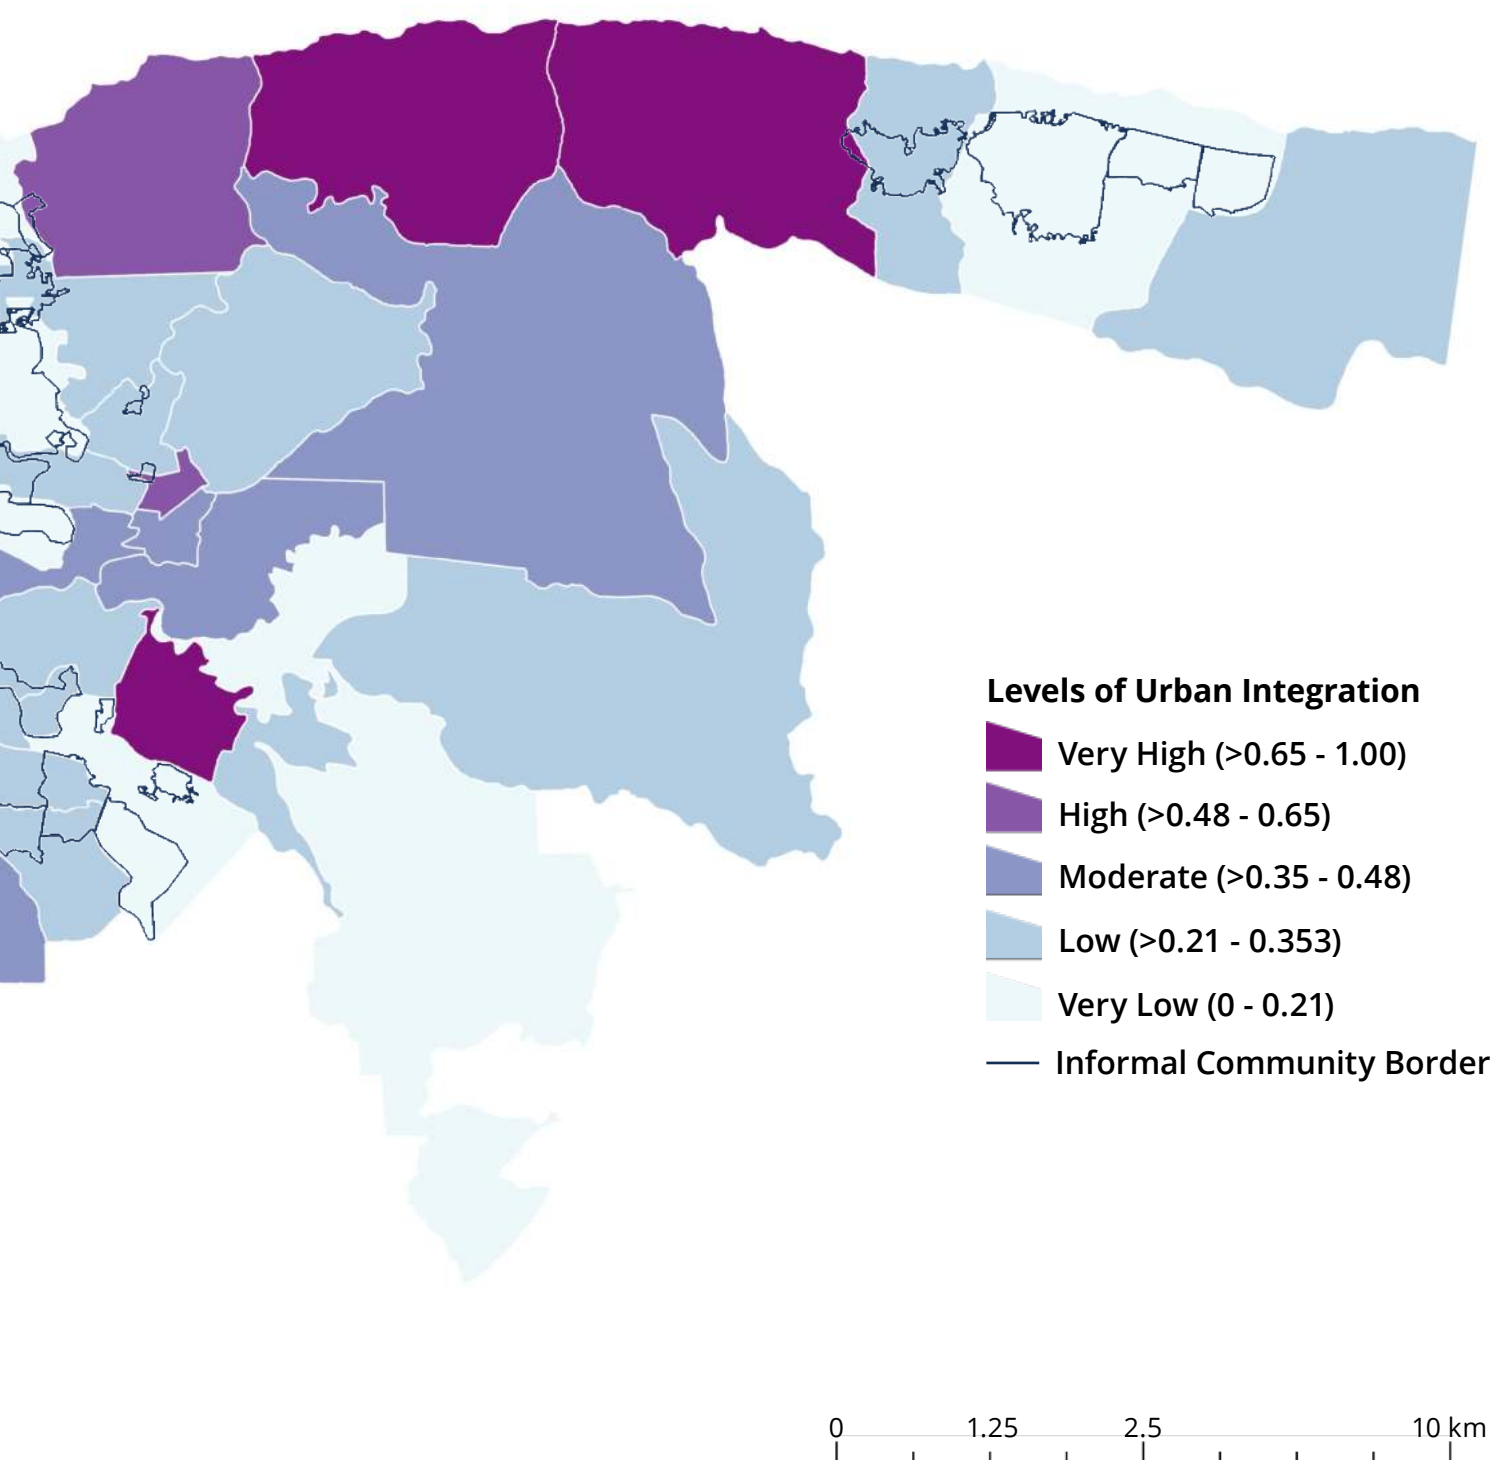 Levels of Urban Integration
Very High (>0.65 - 1.00)
High (>0.48 - 0.65)
Moderate (>0.35 - 0.48)
Low (>0.21 - 0.353)
Very Low (0 - 0.21)
Informal Community Border
0 1.25 2.5 10 km